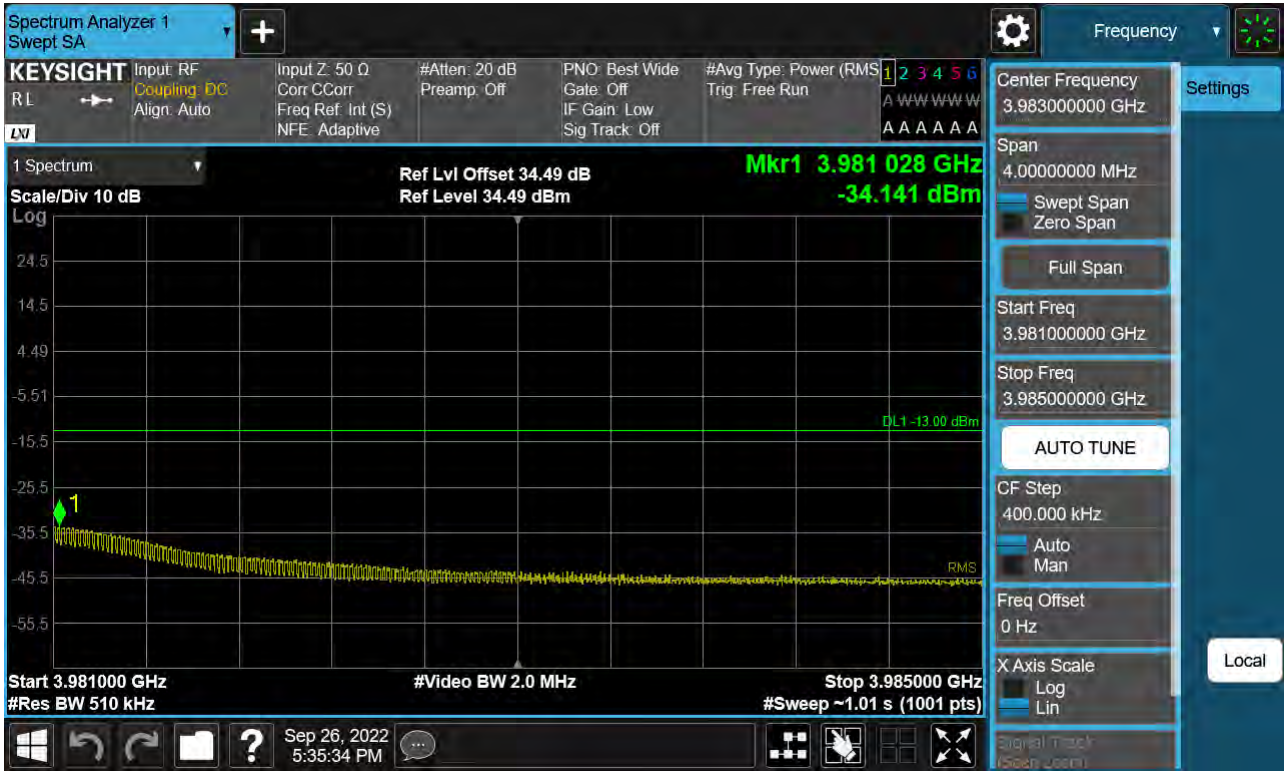 Spectrum Analyzer 1
Swept SA
+
Frequency
KEYSIGHT
RL
LXI
Input: RF
Coupling: DC
Align: Auto
Input Z: 50 Ω
Corr CCorr
Freq Ref: Int (S)
NFE: Adaptive
#Atten: 20 dB
Preamp: Off
PNO: Best Wide
Gate: Off
IF Gain: Low
Sig Track: Off
#Avg Type: Power (RMS
Trig: Free Run
1 2 3 4 5 6
A W W W W W
A A A A A A
1 Spectrum
Scale/Div 10 dB
Log
Ref Lvl Offset 34.49 dB
Ref Level 34.49 dBm
Mkr1 3.981 028 GHz
-34.141 dBm
24.5
14.5
4.49
-5.51
-15.5
-25.5
-35.5
-45.5
-55.5
DL1 -13.00 dBm
1
RMS
Start 3.981000 GHz
#Res BW 510 kHz
#Video BW 2.0 MHz
Stop 3.985000 GHz
#Sweep ~1.01 s (1001 pts)
Center Frequency
3.983000000 GHz
Settings
Span
4.00000000 MHz
Swept Span
Zero Span
Full Span
Start Freq
3.981000000 GHz
Stop Freq
3.985000000 GHz
AUTO TUNE
CF Step
400.000 kHz
Auto
Man
Freq Offset
0 Hz
X Axis Scale
Log
Lin
Signal Track
(Span Zoom)
Local
?
Sep 26, 2022
5:35:34 PM